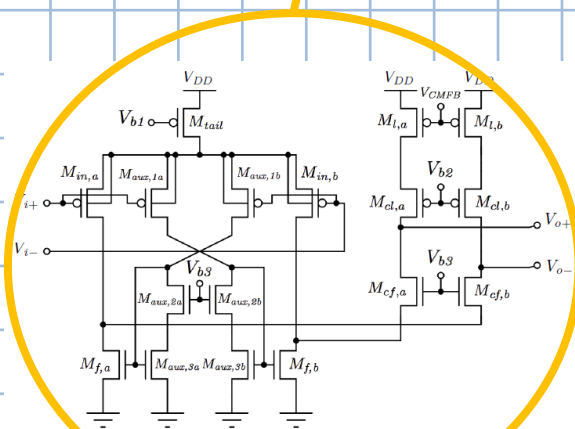 V_DD V_DD V_DD
V_CMFB
V_b1 M_tail M_l,a M_l,b
M_in,a M_aux,1a M_aux,1b M_in,b
V_b2
i+ M_cl,a M_cl,b
V_o+
V_i−
V_b3 V_b3 V_o−
M_aux,2a M_aux,2b M_cf,a M_cf,b
M_f,a M_aux,3a M_aux,3b M_f,b